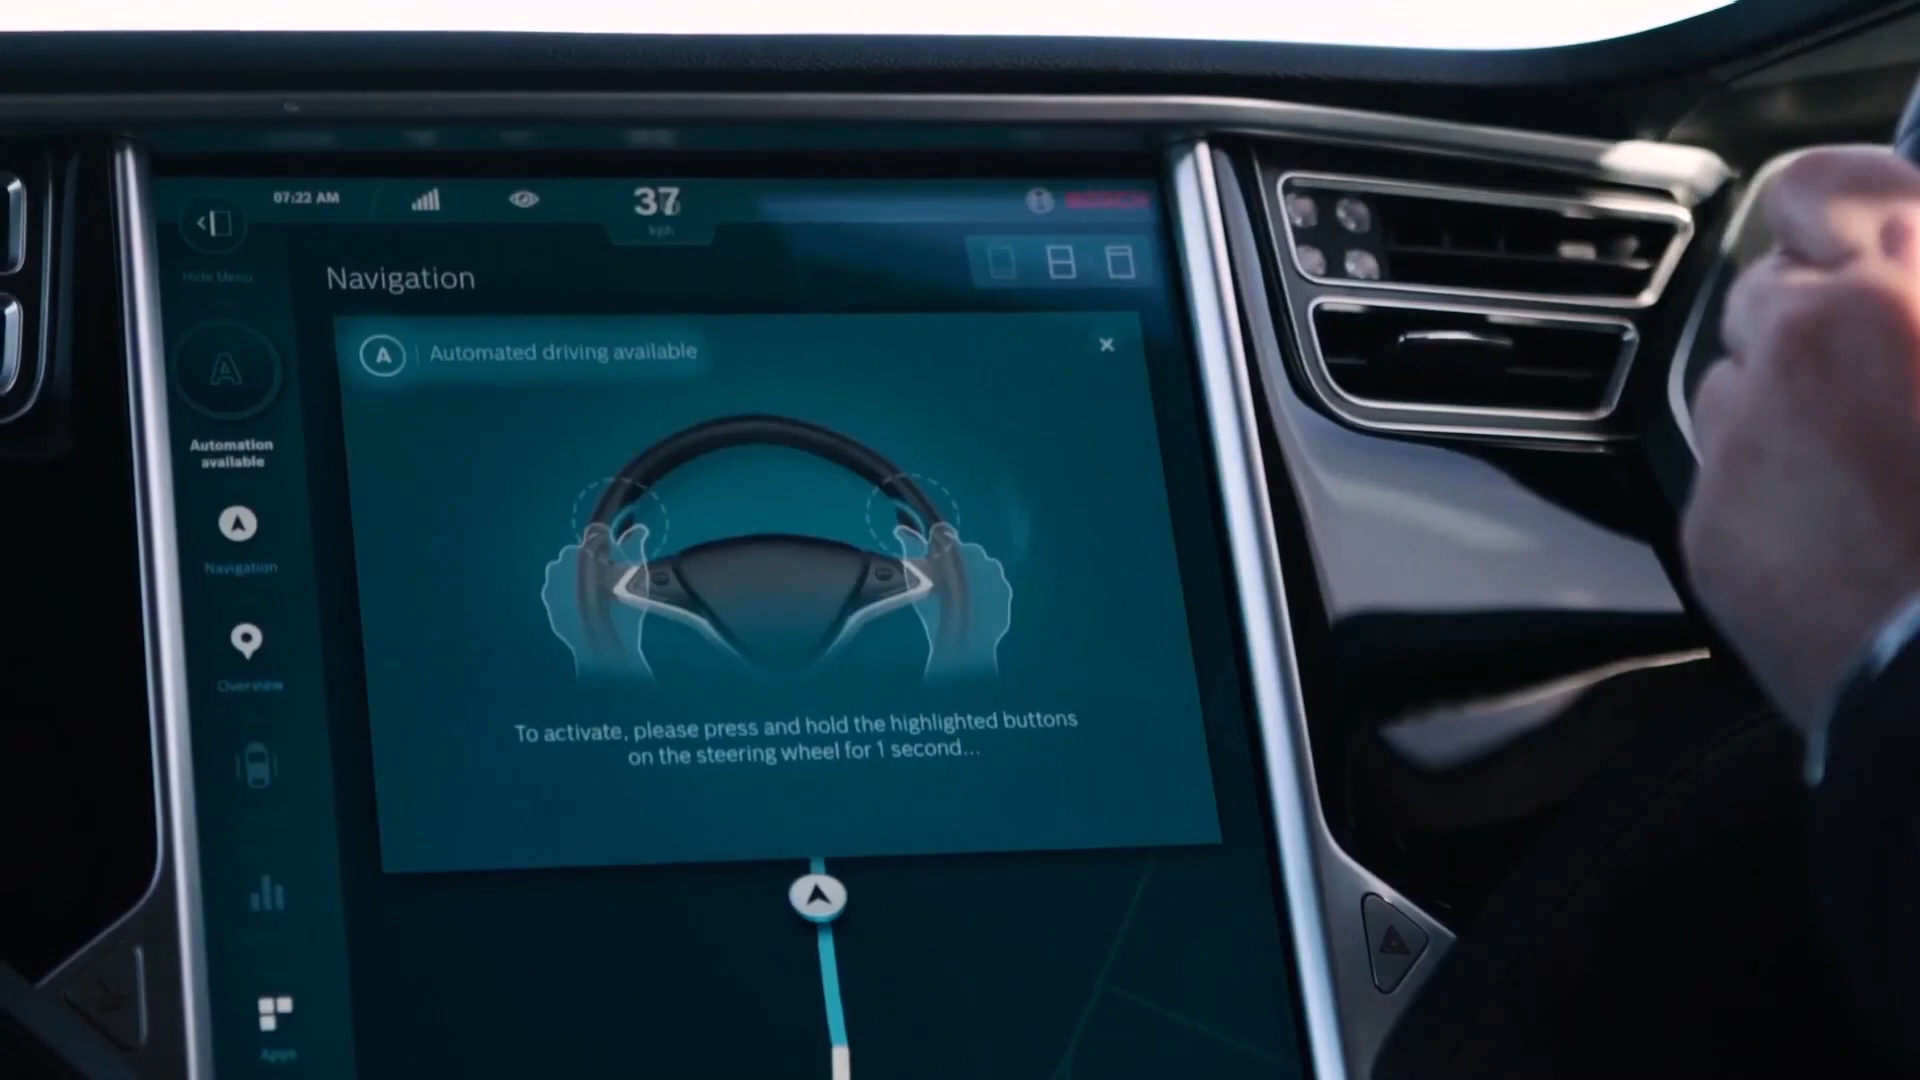 07:22 AM
37
kph
BOSCH
Hide Menu
Navigation
A
Automated driving available
A
Automation
available
Navigation
Overview
To activate, please press and hold the highlighted buttons
on the steering wheel for 1 second...
Apps